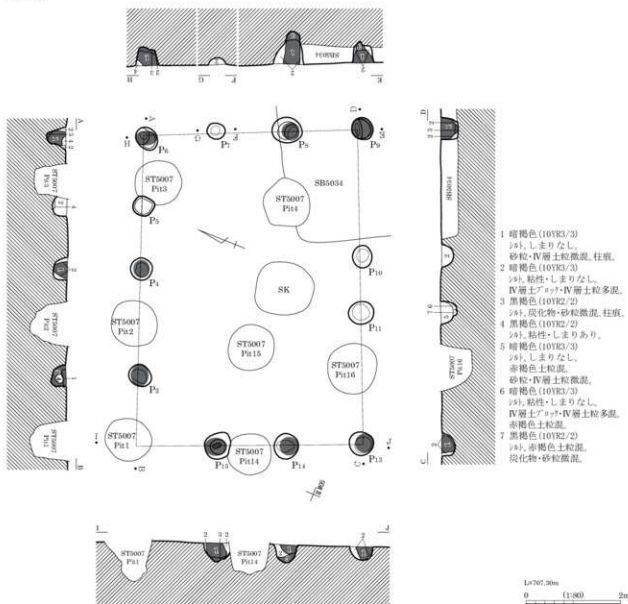 SB5034
H
G
F
E
A
H
P6
G
F
P7
P8
D
E
P9
ST5007
Pit3
ST5007
Pit4
SB5034
P5
P4
P10
SK
P11
ST5007
Pit2
ST5007
Pit15
ST5007
Pit16
P3
I
ST5007
Pit1
B
P15
ST5007
Pit14
P14
C
J
P13
A
ST5007
Pit3
ST5007
Pit2
ST5007
Pit1
B
D
SB5034
ST5007
Pit16
C
1 暗褐色(10YR3/3)
シルト, しまりなし。
砂粒・Ⅳ層土粒微混。柱痕。
2 暗褐色(10YR3/3)
シルト, 粘性・しまりなし。
Ⅳ層土ブロック・Ⅳ層土粒多混。
3 黒褐色(10YR2/2)
シルト, 炭化物・砂粒微混。柱痕。
4 黒褐色(10YR2/2)
シルト, 粘性・しまりあり。
5 暗褐色(10YR3/3)
シルト, しまりなし。
赤褐色土粒混。
砂粒・Ⅳ層土粒微混。
6 暗褐色(10YR3/3)
シルト, 粘性・しまりなし。
Ⅳ層土ブロック・Ⅳ層土粒多混。
赤褐色土粒混。
7 黒褐色(10YR2/2)
シルト, 赤褐色土粒混。
炭化物・砂粒微混。
I
J
ST5007
Pit1
ST5007
Pit14
L=707.30m
0 (1:80) 2m